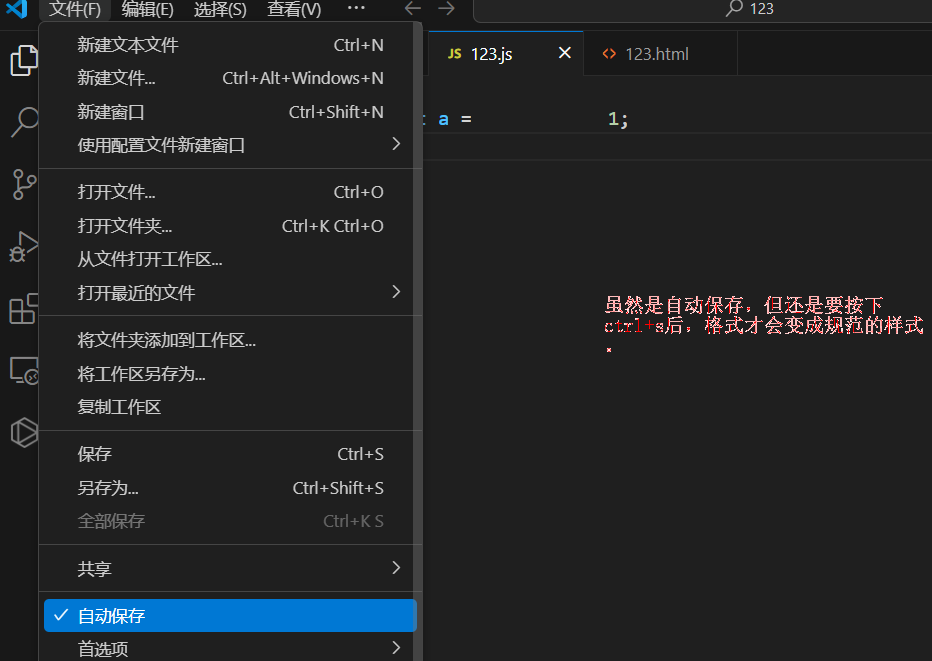 文件(F) 编辑(E) 选择(S) 查看(V) ··· 123
新建文本文件 Ctrl+N
新建文件... Ctrl+Alt+Windows+N
新建窗口 Ctrl+Shift+N
使用配置文件新建窗口
打开文件... Ctrl+O
打开文件夹... Ctrl+K Ctrl+O
从文件打开工作区...
打开最近的文件
将文件夹添加到工作区...
将工作区另存为...
复制工作区
保存 Ctrl+S
另存为... Ctrl+Shift+S
全部保存 Ctrl+K S
共享
自动保存
首选项
JS 123.js 123.html
t a = 1;
虽然是自动保存，但还是要按下
ctrl+s后，格式才会变成规范的样式
.